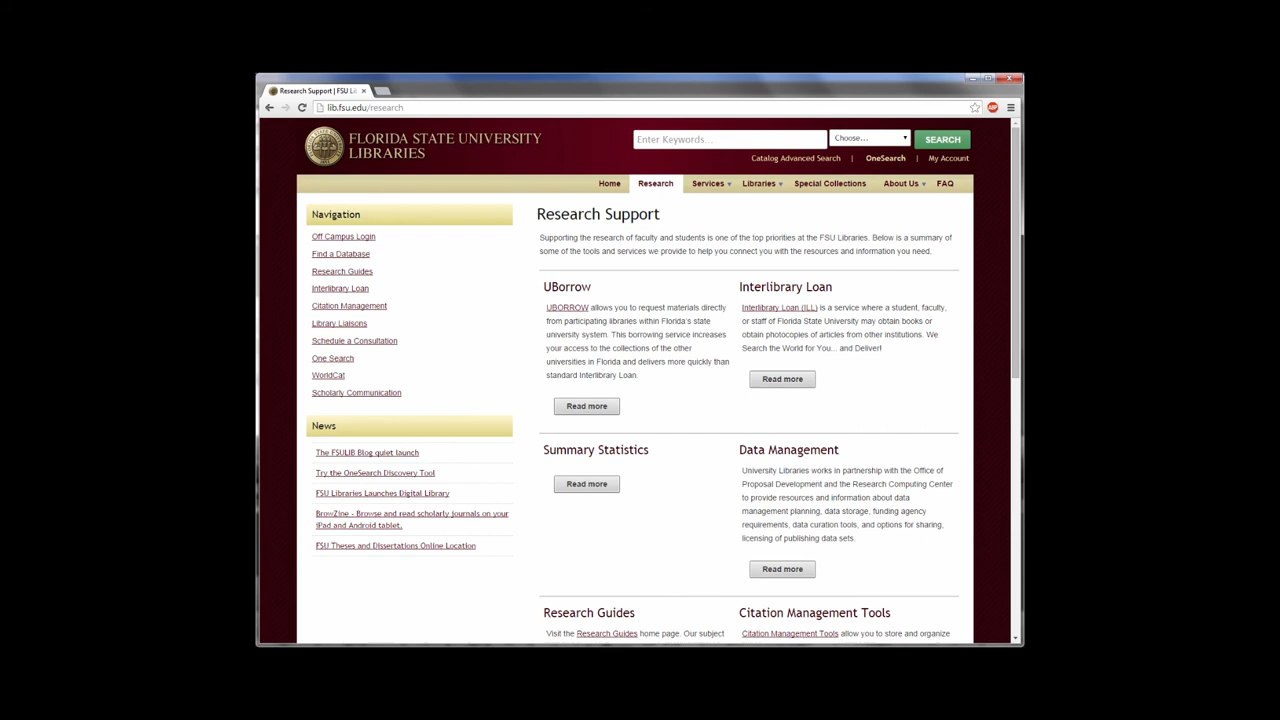 Research Support | FSU Li
lib.fsu.edu/research
FLORIDA STATE UNIVERSITY
LIBRARIES
Enter Keywords...
Choose...
SEARCH
Catalog Advanced Search | OneSearch | My Account
Home
Research
Services
Libraries
Special Collections
About Us
FAQ
Navigation
Off Campus Login
Find a Database
Research Guides
Interlibrary Loan
Citation Management
Library Liaisons
Schedule a Consultation
One Search
WorldCat
Scholarly Communication
News
The FSULIB Blog quiet launch
Try the OneSearch Discovery Tool
FSU Libraries Launches Digital Library
BrowZine - Browse and read scholarly journals on your
iPad and Android tablet.
FSU Theses and Dissertations Online Location
Research Support
Supporting the research of faculty and students is one of the top priorities at the FSU Libraries. Below is a summary of
some of the tools and services we provide to help you connect you with the resources and information you need.
UBorrow
UBORROW allows you to request materials directly
from participating libraries within Florida's state
university system. This borrowing service increases
your access to the collections of the other
universities in Florida and delivers more quickly than
standard Interlibrary Loan.
Read more
Interlibrary Loan
Interlibrary Loan (ILL) is a service where a student, faculty,
or staff of Florida State University may obtain books or
obtain photocopies of articles from other institutions. We
Search the World for You... and Deliver!
Read more
Summary Statistics
Read more
Data Management
University Libraries works in partnership with the Office of
Proposal Development and the Research Computing Center
to provide resources and information about data
management planning, data storage, funding agency
requirements, data curation tools, and options for sharing,
licensing of publishing data sets.
Read more
Research Guides
Visit the Research Guides home page. Our subject
Citation Management Tools
Citation Management Tools allow you to store and organize